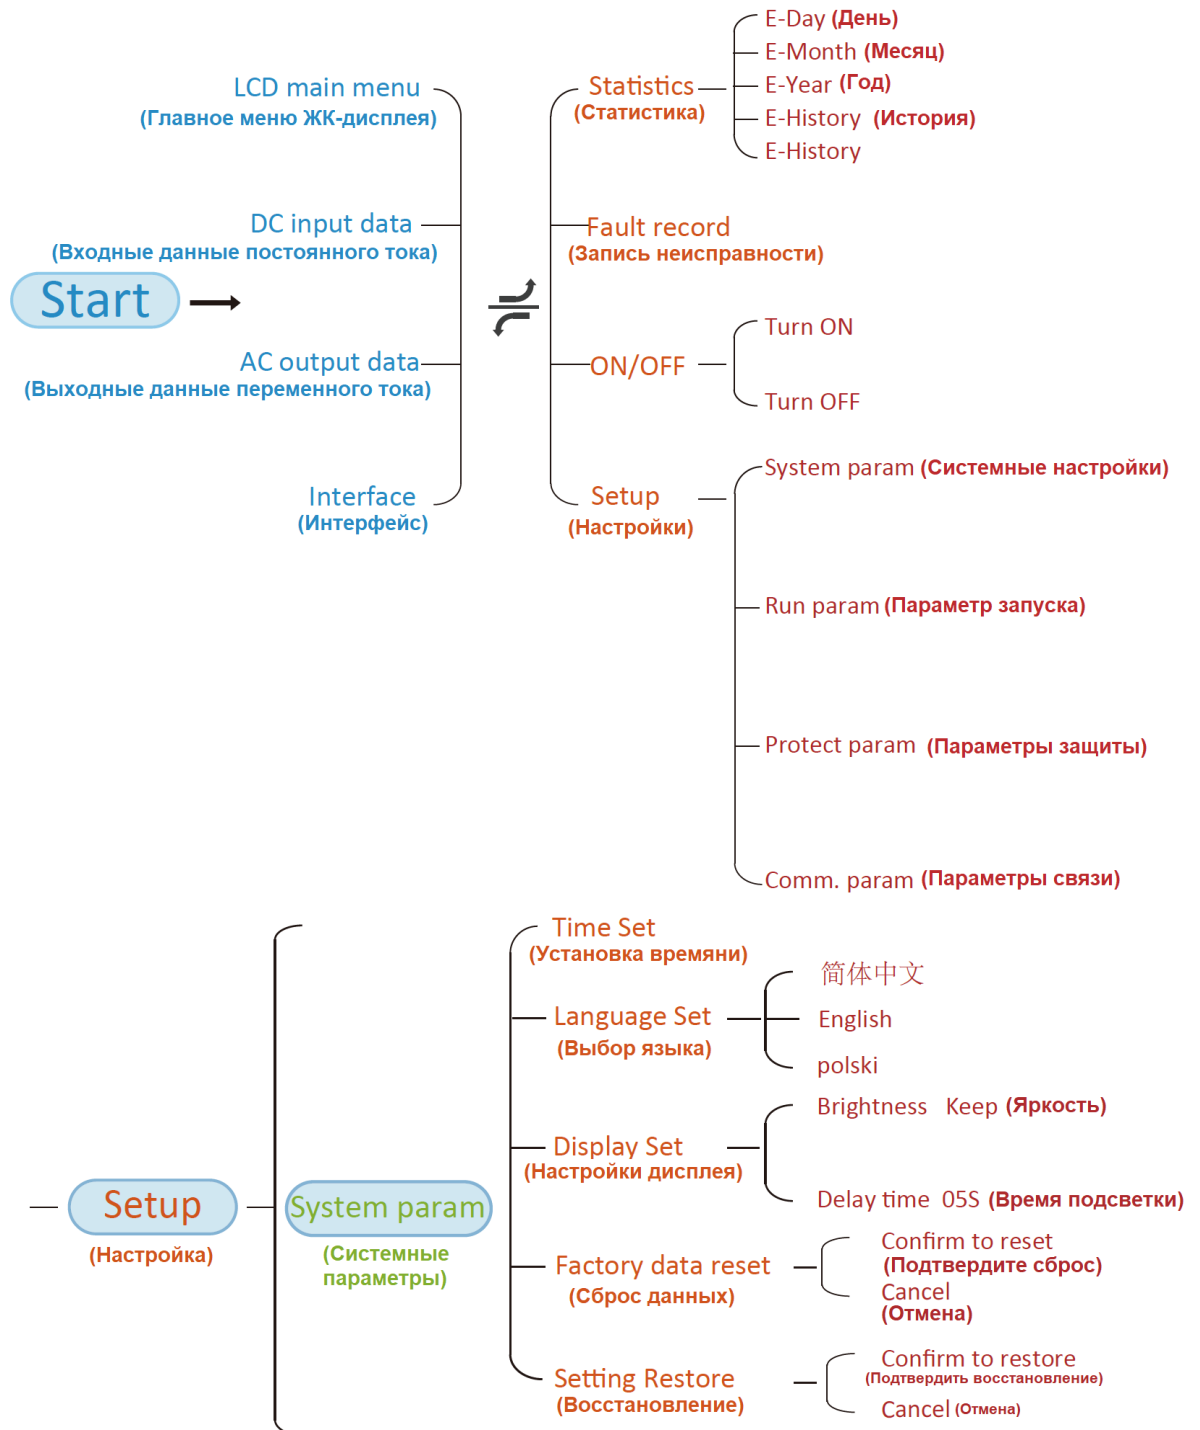 LCD main menu
(Главное меню ЖК-дисплея)
DC input data
(Входные данные постоянного тока)
Start
AC output data
(Выходные данные переменного тока)
Interface
(Интерфейс)
Statistics
(Статистика)
E-Day (День)
E-Month (Месяц)
E-Year (Год)
E-History (История)
E-History
Fault record
(Запись неисправности)
ON/OFF
Turn ON
Turn OFF
Setup
(Настройки)
System param (Системные настройки)
Run param (Параметр запуска)
Protect param (Параметры защиты)
Comm. param (Параметры связи)
Setup
(Настройка)
System param
(Системные
параметры)
Time Set
(Установка времяни)
Language Set
(Выбор языка)
简体中文
English
polski
Display Set
(Настройки дисплея)
Brightness Keep (Яркость)
Delay time 05S (Время подсветки)
Factory data reset
(Сброс данных)
Confirm to reset
(Подтвердите сброс)
Cancel
(Отмена)
Setting Restore
(Восстановление)
Confirm to restore
(Подтвердить восстановление)
Cancel (Отмена)